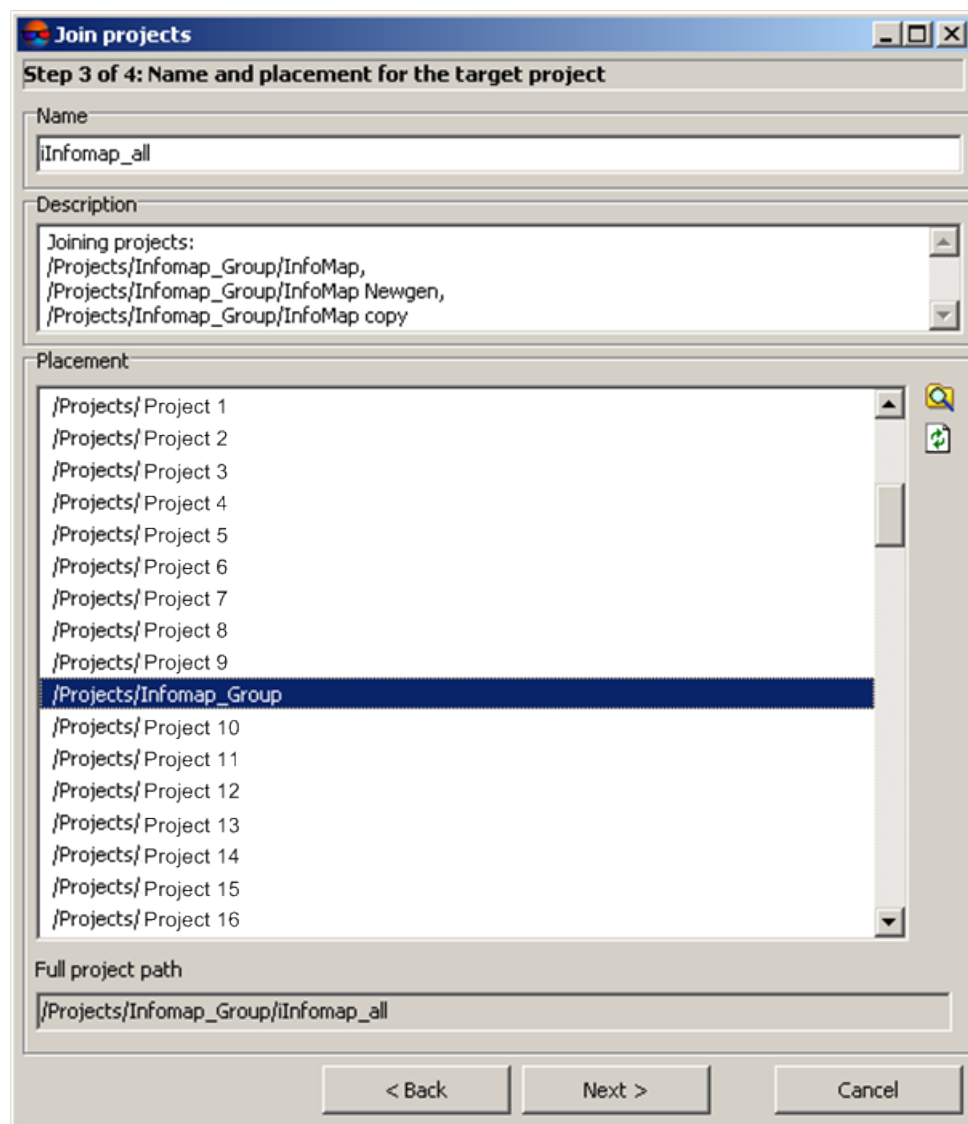 Join projects
Step 3 of 4: Name and placement for the target project
Name
iInfomap_all
Description
Joining projects:
/Projects/Infomap_Group/InfoMap,
/Projects/Infomap_Group/InfoMap Newgen,
/Projects/Infomap_Group/InfoMap copy
Placement
/Projects/ Project 1
/Projects/ Project 2
/Projects/ Project 3
/Projects/ Project 4
/Projects/ Project 5
/Projects/ Project 6
/Projects/ Project 7
/Projects/ Project 8
/Projects/ Project 9
/Projects/Infomap_Group
/Projects/ Project 10
/Projects/ Project 11
/Projects/ Project 12
/Projects/ Project 13
/Projects/ Project 14
/Projects/ Project 15
/Projects/ Project 16
Full project path
/Projects/Infomap_Group/iInfomap_all
< Back Next > Cancel